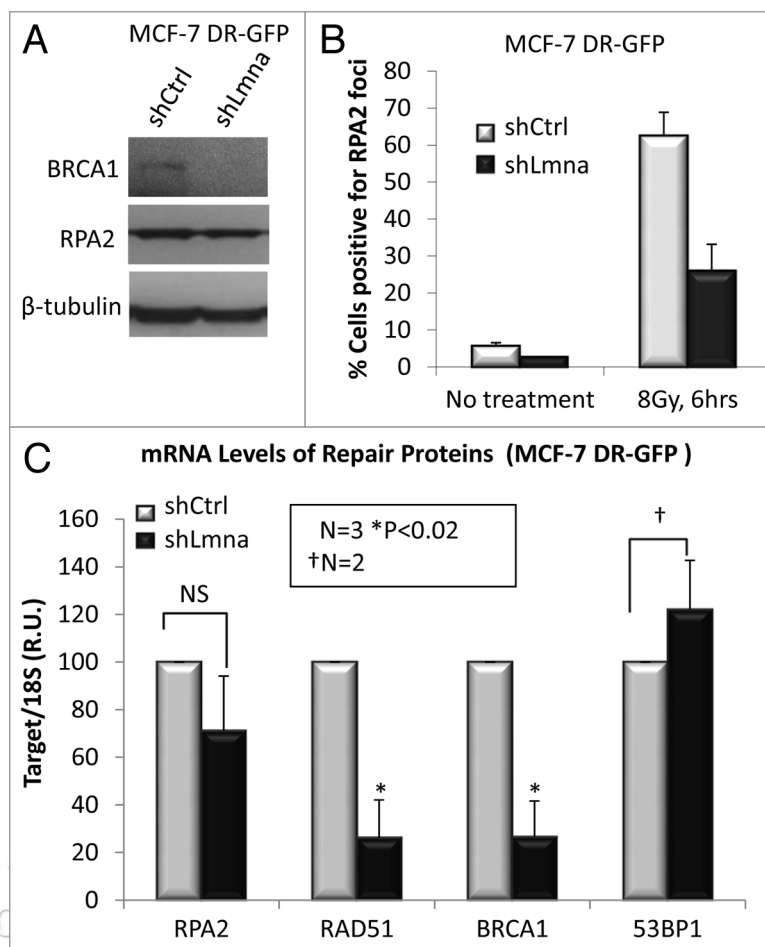 A
MCF-7 DR-GFP
shCtrl
shLmna
BRCA1
RPA2
β-tubulin
B
MCF-7 DR-GFP
% Cells positive for RPA2 foci
80
70
60
50
40
30
20
10
0
shCtrl
shLmna
No treatment
8Gy, 6hrs
C
mRNA Levels of Repair Proteins (MCF-7 DR-GFP )
shCtrl
shLmna
N=3 *P<0.02
†N=2
Target/18S (R.U.)
160
140
120
100
80
60
40
20
0
NS
*
*
†
RPA2
RAD51
BRCA1
53BP1